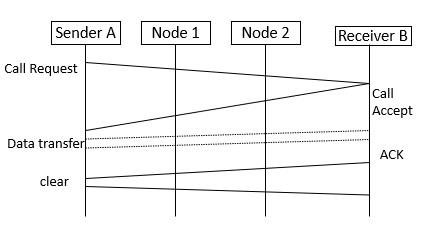 Sender A
Node 1
Node 2
Receiver B
Call Request
Call
Accept
Data transfer
ACK
clear